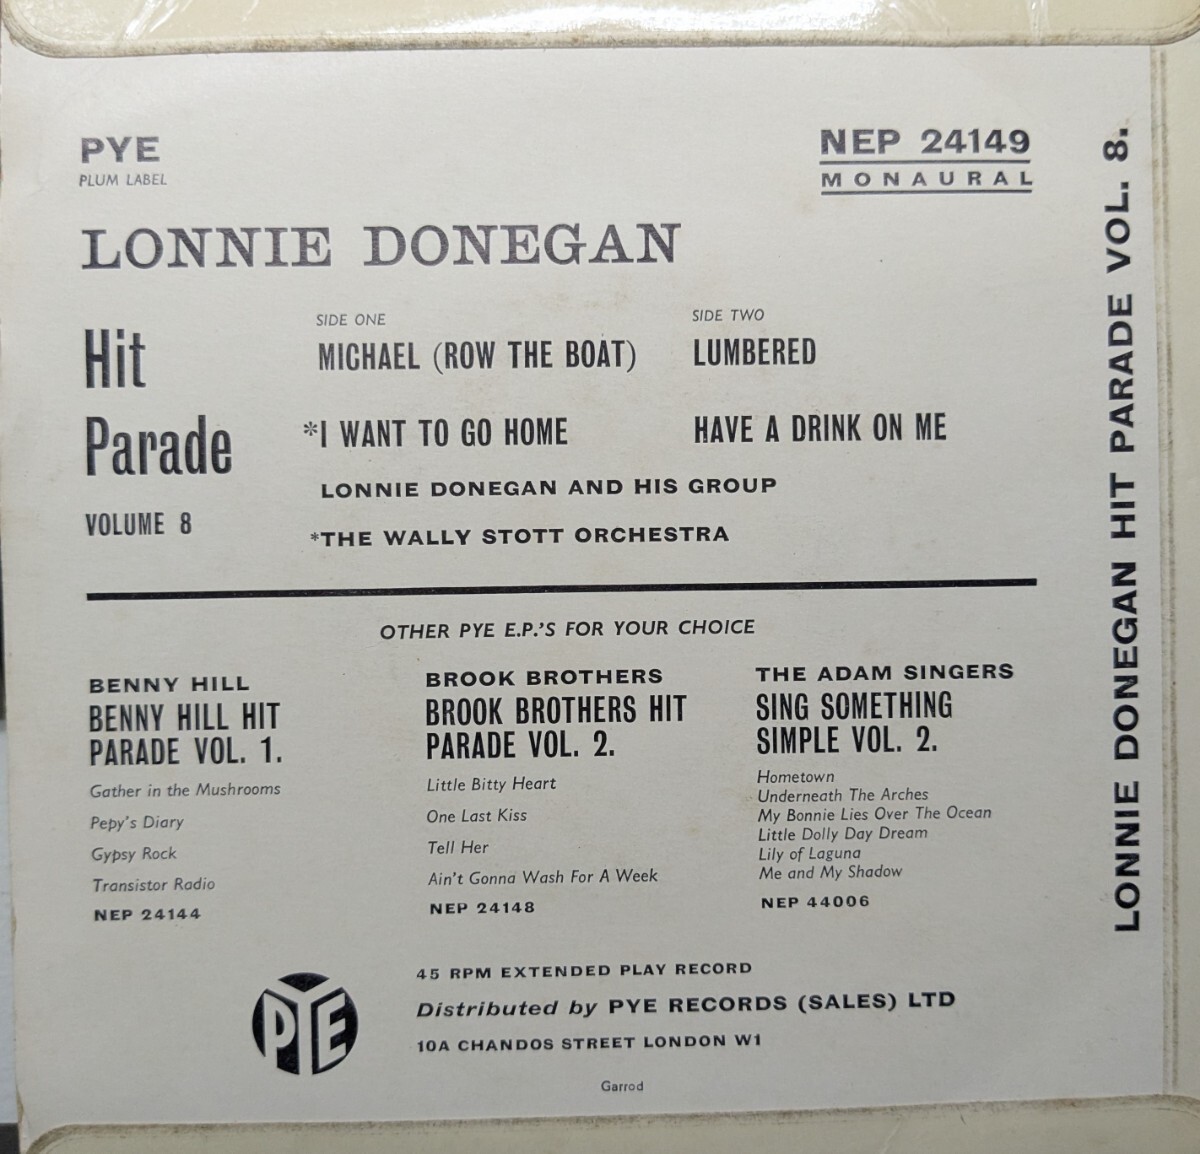 PYE
PLUM LABEL
NEP 24149
MONAURAL
LONNIE DONEGAN
Hit
Parade
VOLUME 8
SIDE ONE
MICHAEL (ROW THE BOAT)
*I WANT TO GO HOME
SIDE TWO
LUMBERED
HAVE A DRINK ON ME
LONNIE DONEGAN AND HIS GROUP
*THE WALLY STOTT ORCHESTRA
OTHER PYE E.P.'S FOR YOUR CHOICE
BENNY HILL
BENNY HILL HIT
PARADE VOL. 1.
Gather in the Mushrooms
Pepy's Diary
Gypsy Rock
Transistor Radio
NEP 24144
BROOK BROTHERS
BROOK BROTHERS HIT
PARADE VOL. 2.
Little Bitty Heart
One Last Kiss
Tell Her
Ain't Gonna Wash For A Week
NEP 24148
THE ADAM SINGERS
SING SOMETHING
SIMPLE VOL. 2.
Hometown
Underneath The Arches
My Bonnie Lies Over The Ocean
Little Dolly Day Dream
Lily of Laguna
Me and My Shadow
NEP 44006
PYE
45 RPM EXTENDED PLAY RECORD
Distributed by PYE RECORDS (SALES) LTD
10A CHANDOS STREET LONDON W1
Garrod
LONNIE DONEGAN HIT PARADE VOL. 8.